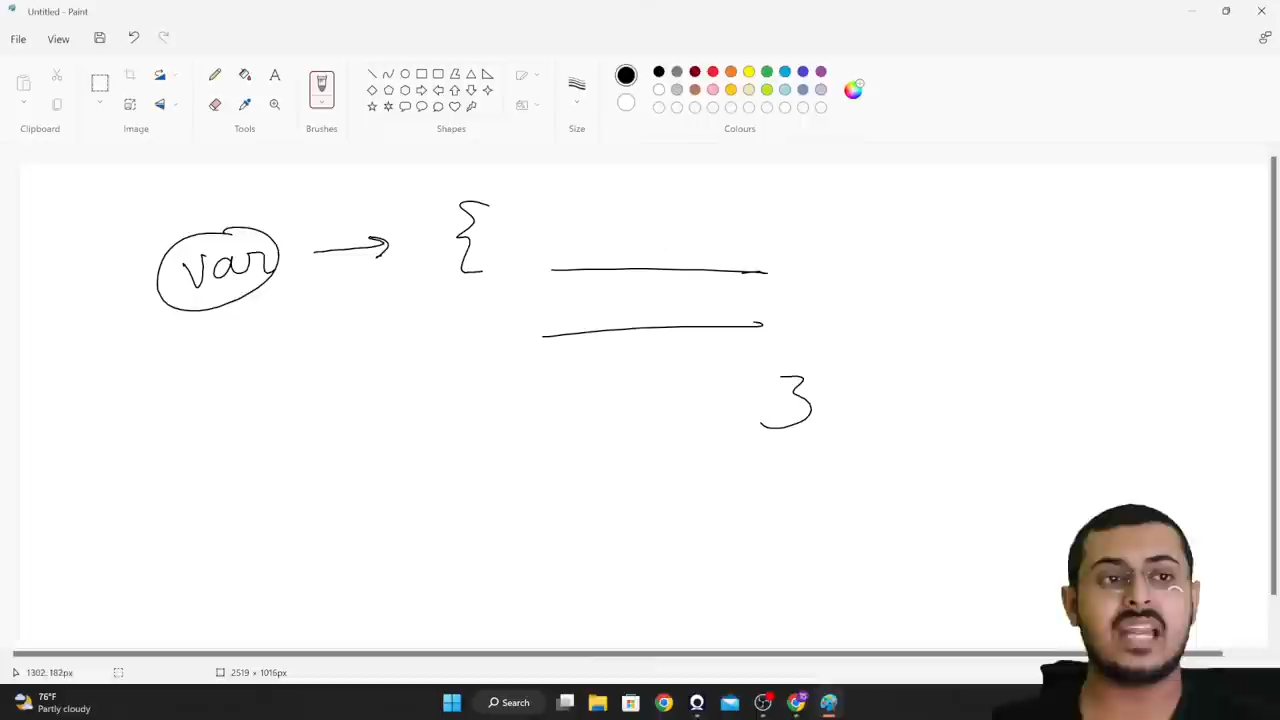 Untitled - Paint
File View
Clipboard
Image
Tools
Brushes
Shapes
Size
Colours
var → {
}
1302, 182px
2519 × 1016px
76°F
Partly cloudy
Search